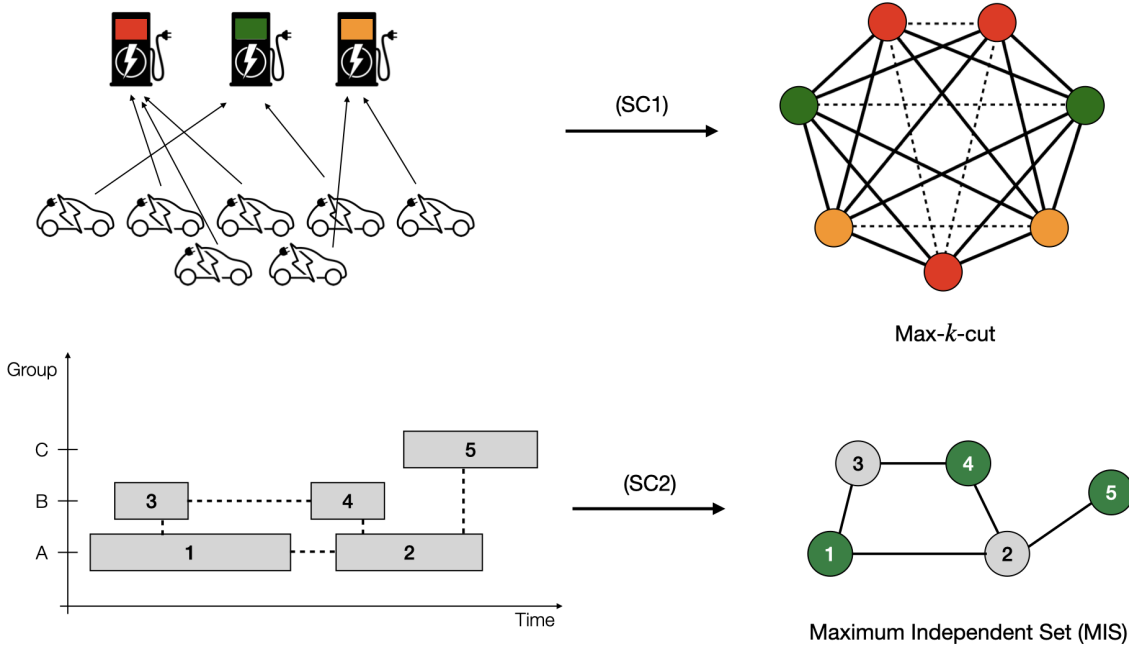 (SC1)
Max-k-cut
Group
C
B
A
5
3
4
1
2
Time
(SC2)
3
4
5
1
2
Maximum Independent Set (MIS)